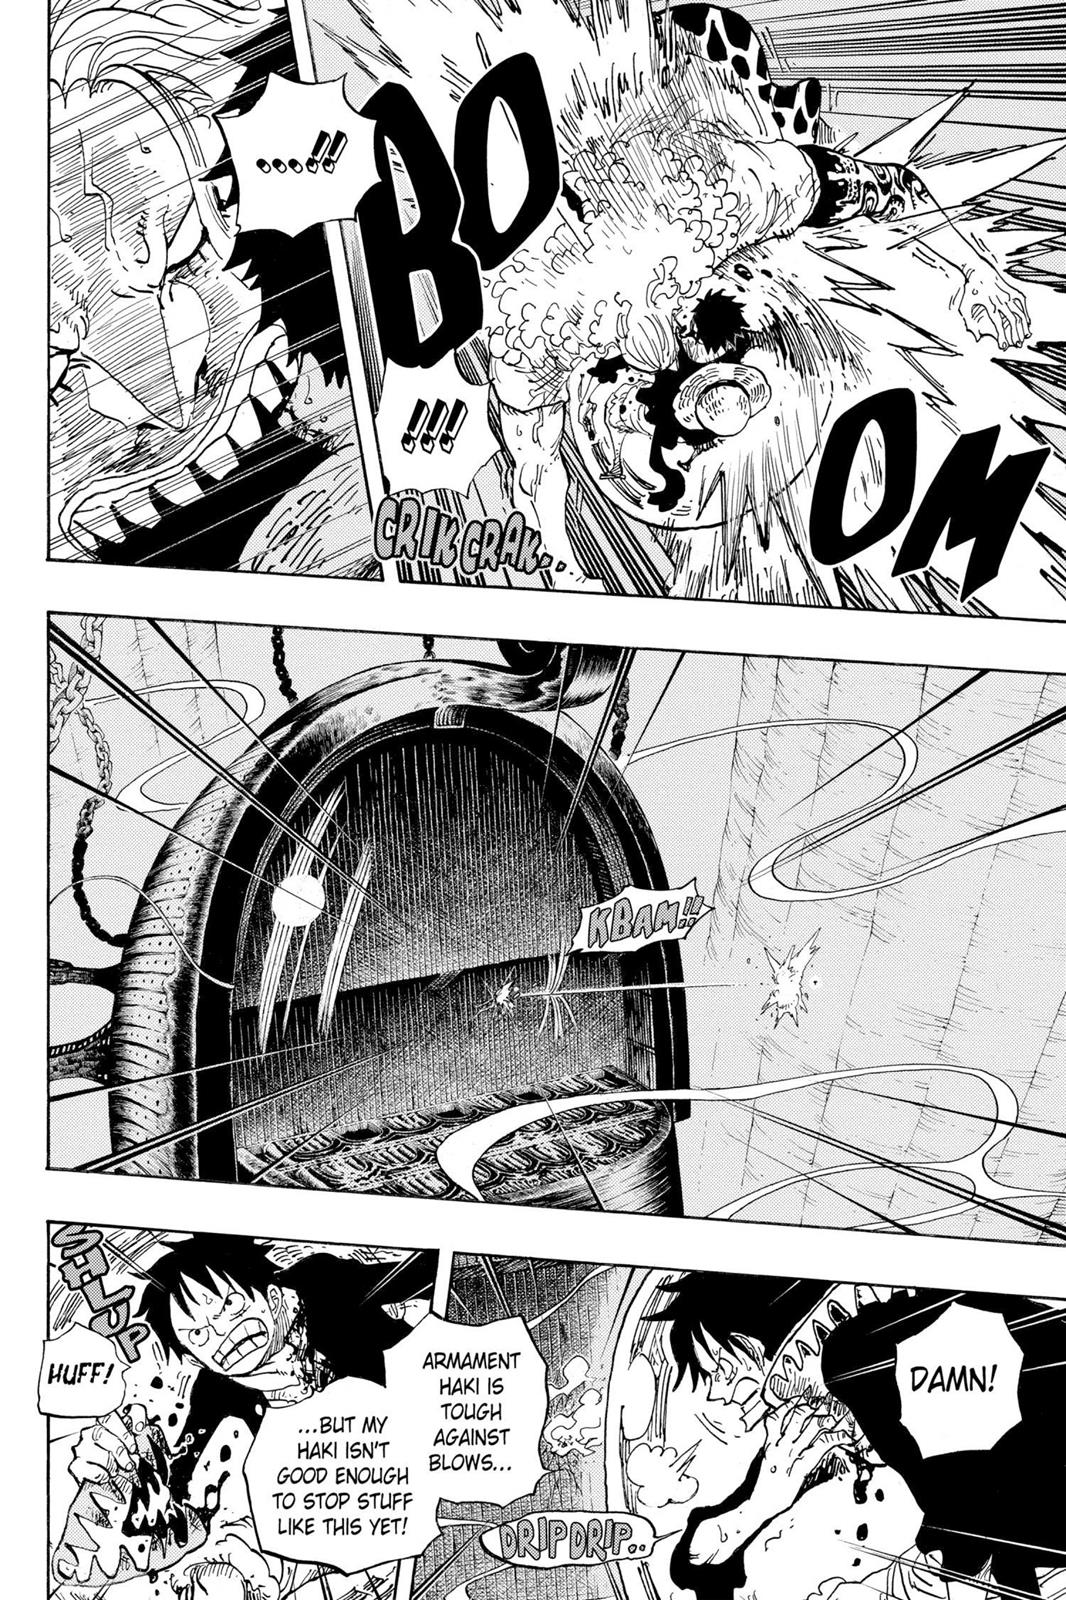 BO
OM
!!!!
CRIK CRAK..
...!!
KBAM!!
DAMN!
DRIP DRIP..
ARMAMENT
HAKI IS
TOUGH
AGAINST
BLOWS...
...BUT MY
HAKI ISN'T
GOOD ENOUGH
TO STOP STUFF
LIKE THIS YET!
SHLUP
HUFF!